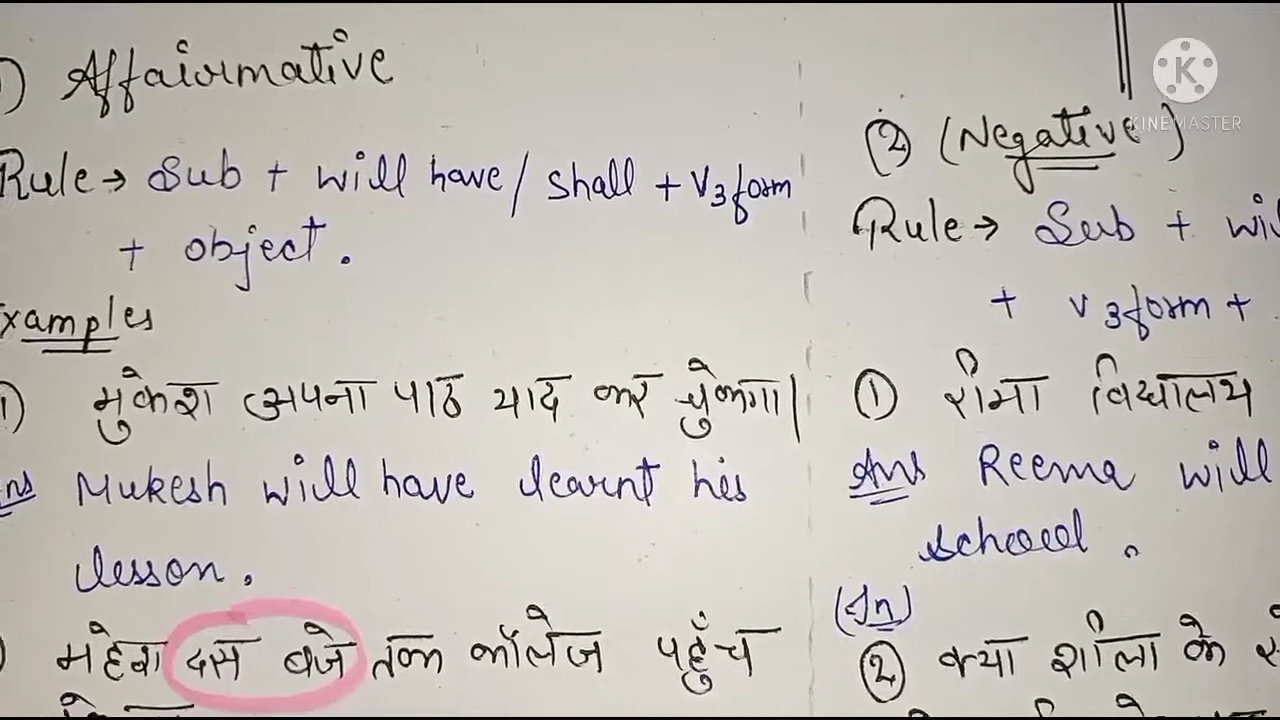 ) Affairmative
Rule → Sub + will have / shall + V3 form
+ object.
Examples
1) मुकेश अपना पाठ याद कर चुकेगा।
Ans Mukesh will have learnt his
lesson.
) महेश दस बजे तक कॉलेज पहुँच
② (Negative)
Rule → Sub + wil
+ V3 form +
① रीमा विद्यालय
Ans Reema will
school.
(In)
② क्या शीला के
KINEMASTER